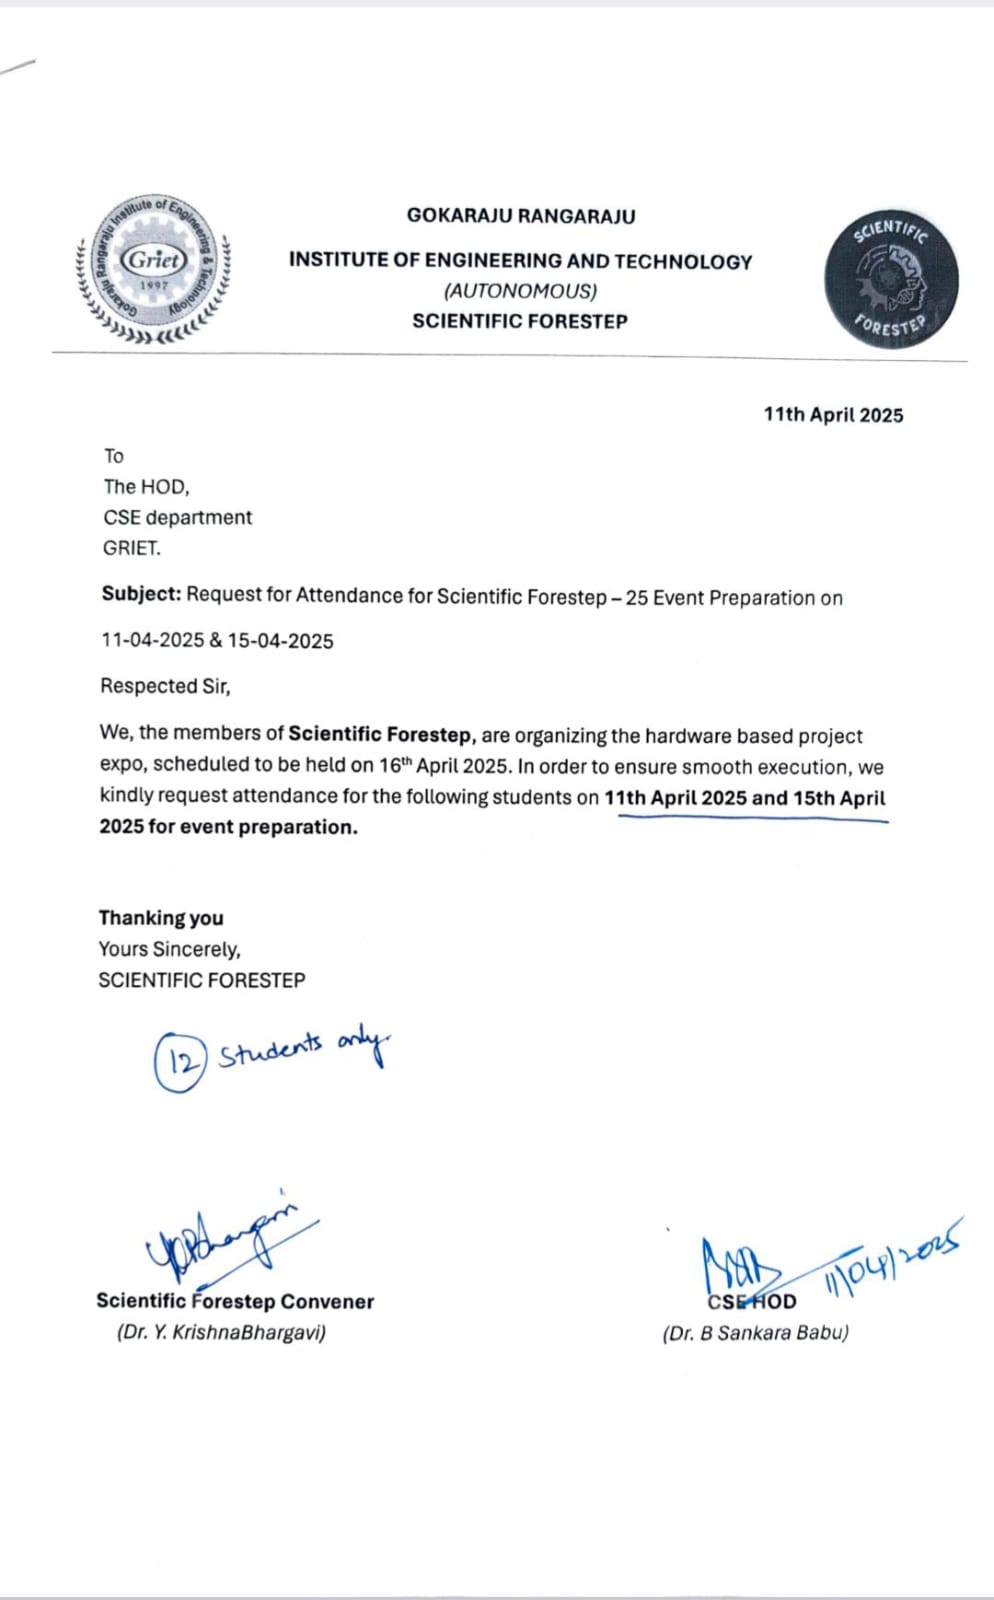 Gokaraju Rangaraju Institute of Engineering & Technology
Griet
1997
GOKARAJU RANGARAJU
INSTITUTE OF ENGINEERING AND TECHNOLOGY
(AUTONOMOUS)
SCIENTIFIC FORESTEP
SCIENTIFIC
FORESTEP
11th April 2025
To
The HOD,
CSE department
GRIET.
Subject: Request for Attendance for Scientific Forestep – 25 Event Preparation on
11-04-2025 & 15-04-2025
Respected Sir,
We, the members of Scientific Forestep, are organizing the hardware based project
expo, scheduled to be held on 16th April 2025. In order to ensure smooth execution, we
kindly request attendance for the following students on 11th April 2025 and 15th April
2025 for event preparation.
Thanking you
Yours Sincerely,
SCIENTIFIC FORESTEP
12 Students only
11/04/2025
Scientific Forestep Convener
(Dr. Y. KrishnaBhargavi)
CSE HOD
(Dr. B Sankara Babu)